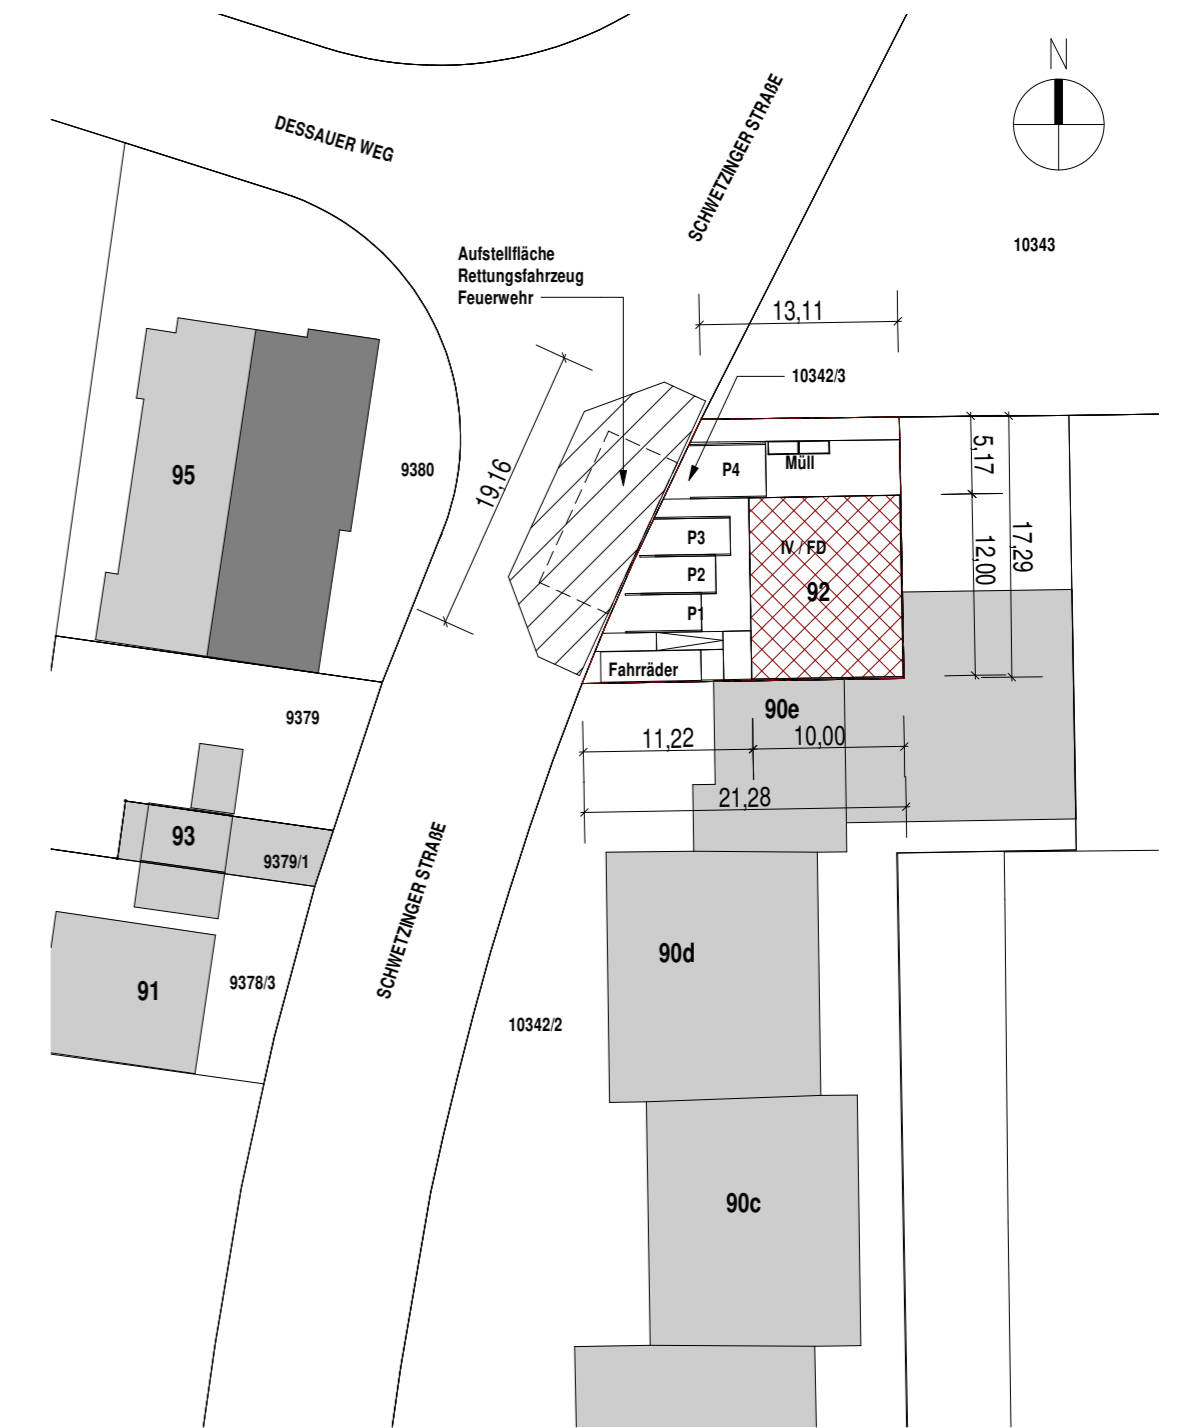 N
DESSAUER WEG
SCHWETZINGER STRAßE
10343
Aufstellfläche
Rettungsfahrzeug
Feuerwehr
13,11
10342/3
95
9380
19,16
P4
Müll
5,17
P3
IV / FD
12,00
17,29
P2
92
P1
Fahrräder
9379
90e
11,22
10,00
21,28
93
9379/1
SCHWETZINGER STRAßE
90d
91
9378/3
10342/2
90c